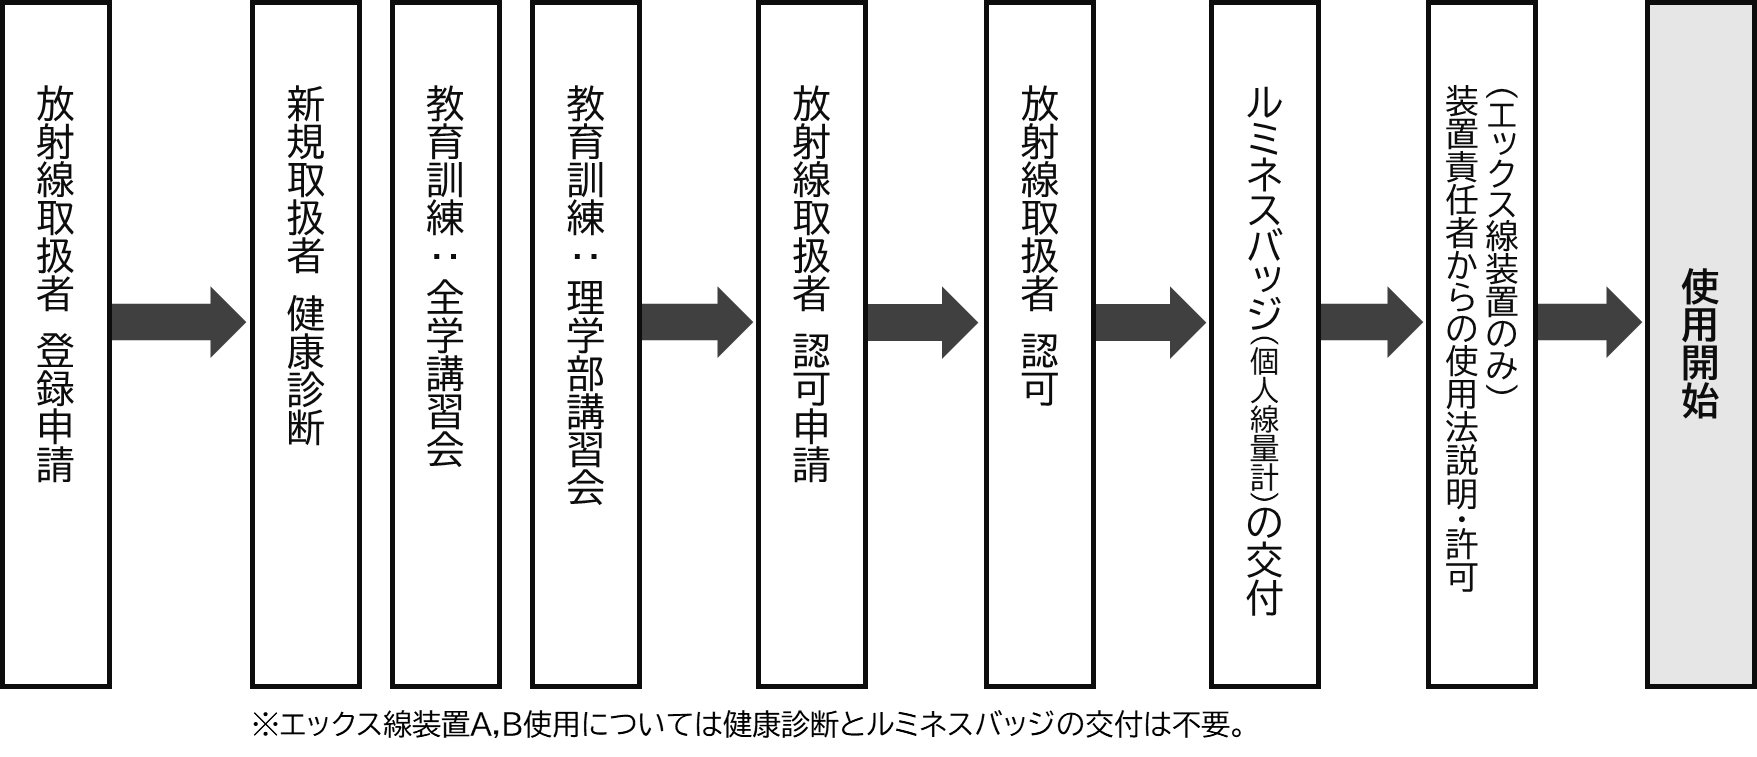 放射線取扱者 登録申請
新規取扱者 健康診断
教育訓練：全学講習会
教育訓練：理学部講習会
放射線取扱者 認可申請
放射線取扱者 認可
ルミネスバッジ（個人線量計）の交付
（エックス線装置のみ）
装置責任者からの使用法説明・許可
使用開始
※エックス線装置A,B使用については健康診断とルミネスバッジの交付は不要。